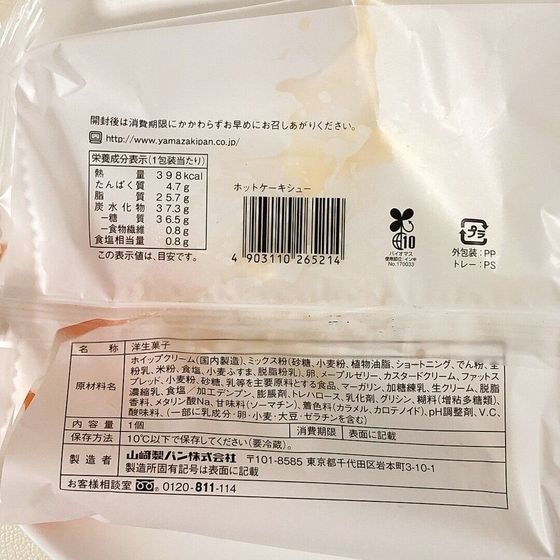 開封後は消費期限にかかわらずお早めにお召しあがりください。
http://www.yamazakipan.co.jp/
栄養成分表示(1包装当たり)
熱量 398kcal
たんぱく質 4.7g
脂質 25.7g
炭水化物 37.3g
-糖質 36.5g
-食物繊維 0.8g
食塩相当量 0.8g
この表示値は、目安です。
ホットケーキシュー
4 903110 265214
10
バイオマス
使用部位:インキ
No.170033
プラ
外包装:PP
トレー:PS
名称 洋生菓子
原材料名 ホイップクリーム(国内製造)、ミックス粉(砂糖、小麦粉、植物油脂、ショートニング、でん粉、全
粉乳、米粉、食塩、小麦ふすま、脱脂粉乳)、卵、メープルゼリー、カスタードクリーム、ファットス
プレッド、小麦粉、砂糖、乳等を主要原料とする食品、マーガリン、加糖練乳、生クリーム、脱脂
濃縮乳、食塩/加工デンプン、膨脹剤、トレハロース、乳化剤、グリシン、糊料(増粘多糖類)、
香料、メタリン酸Na、甘味料(ソーマチン)、着色料(カラメル、カロテノイド)、pH調整剤、V.C、
酸味料、(一部に乳成分・卵・小麦・大豆・ゼラチンを含む)
内容量 1個 消費期限 表面に記載
保存方法 10℃以下で保存してください(要冷蔵)。
製造者 山崎製パン株式会社 〒101-8585 東京都千代田区岩本町3-10-1
製造所固有記号は表面に記載
お客様相談室 0120-811-114